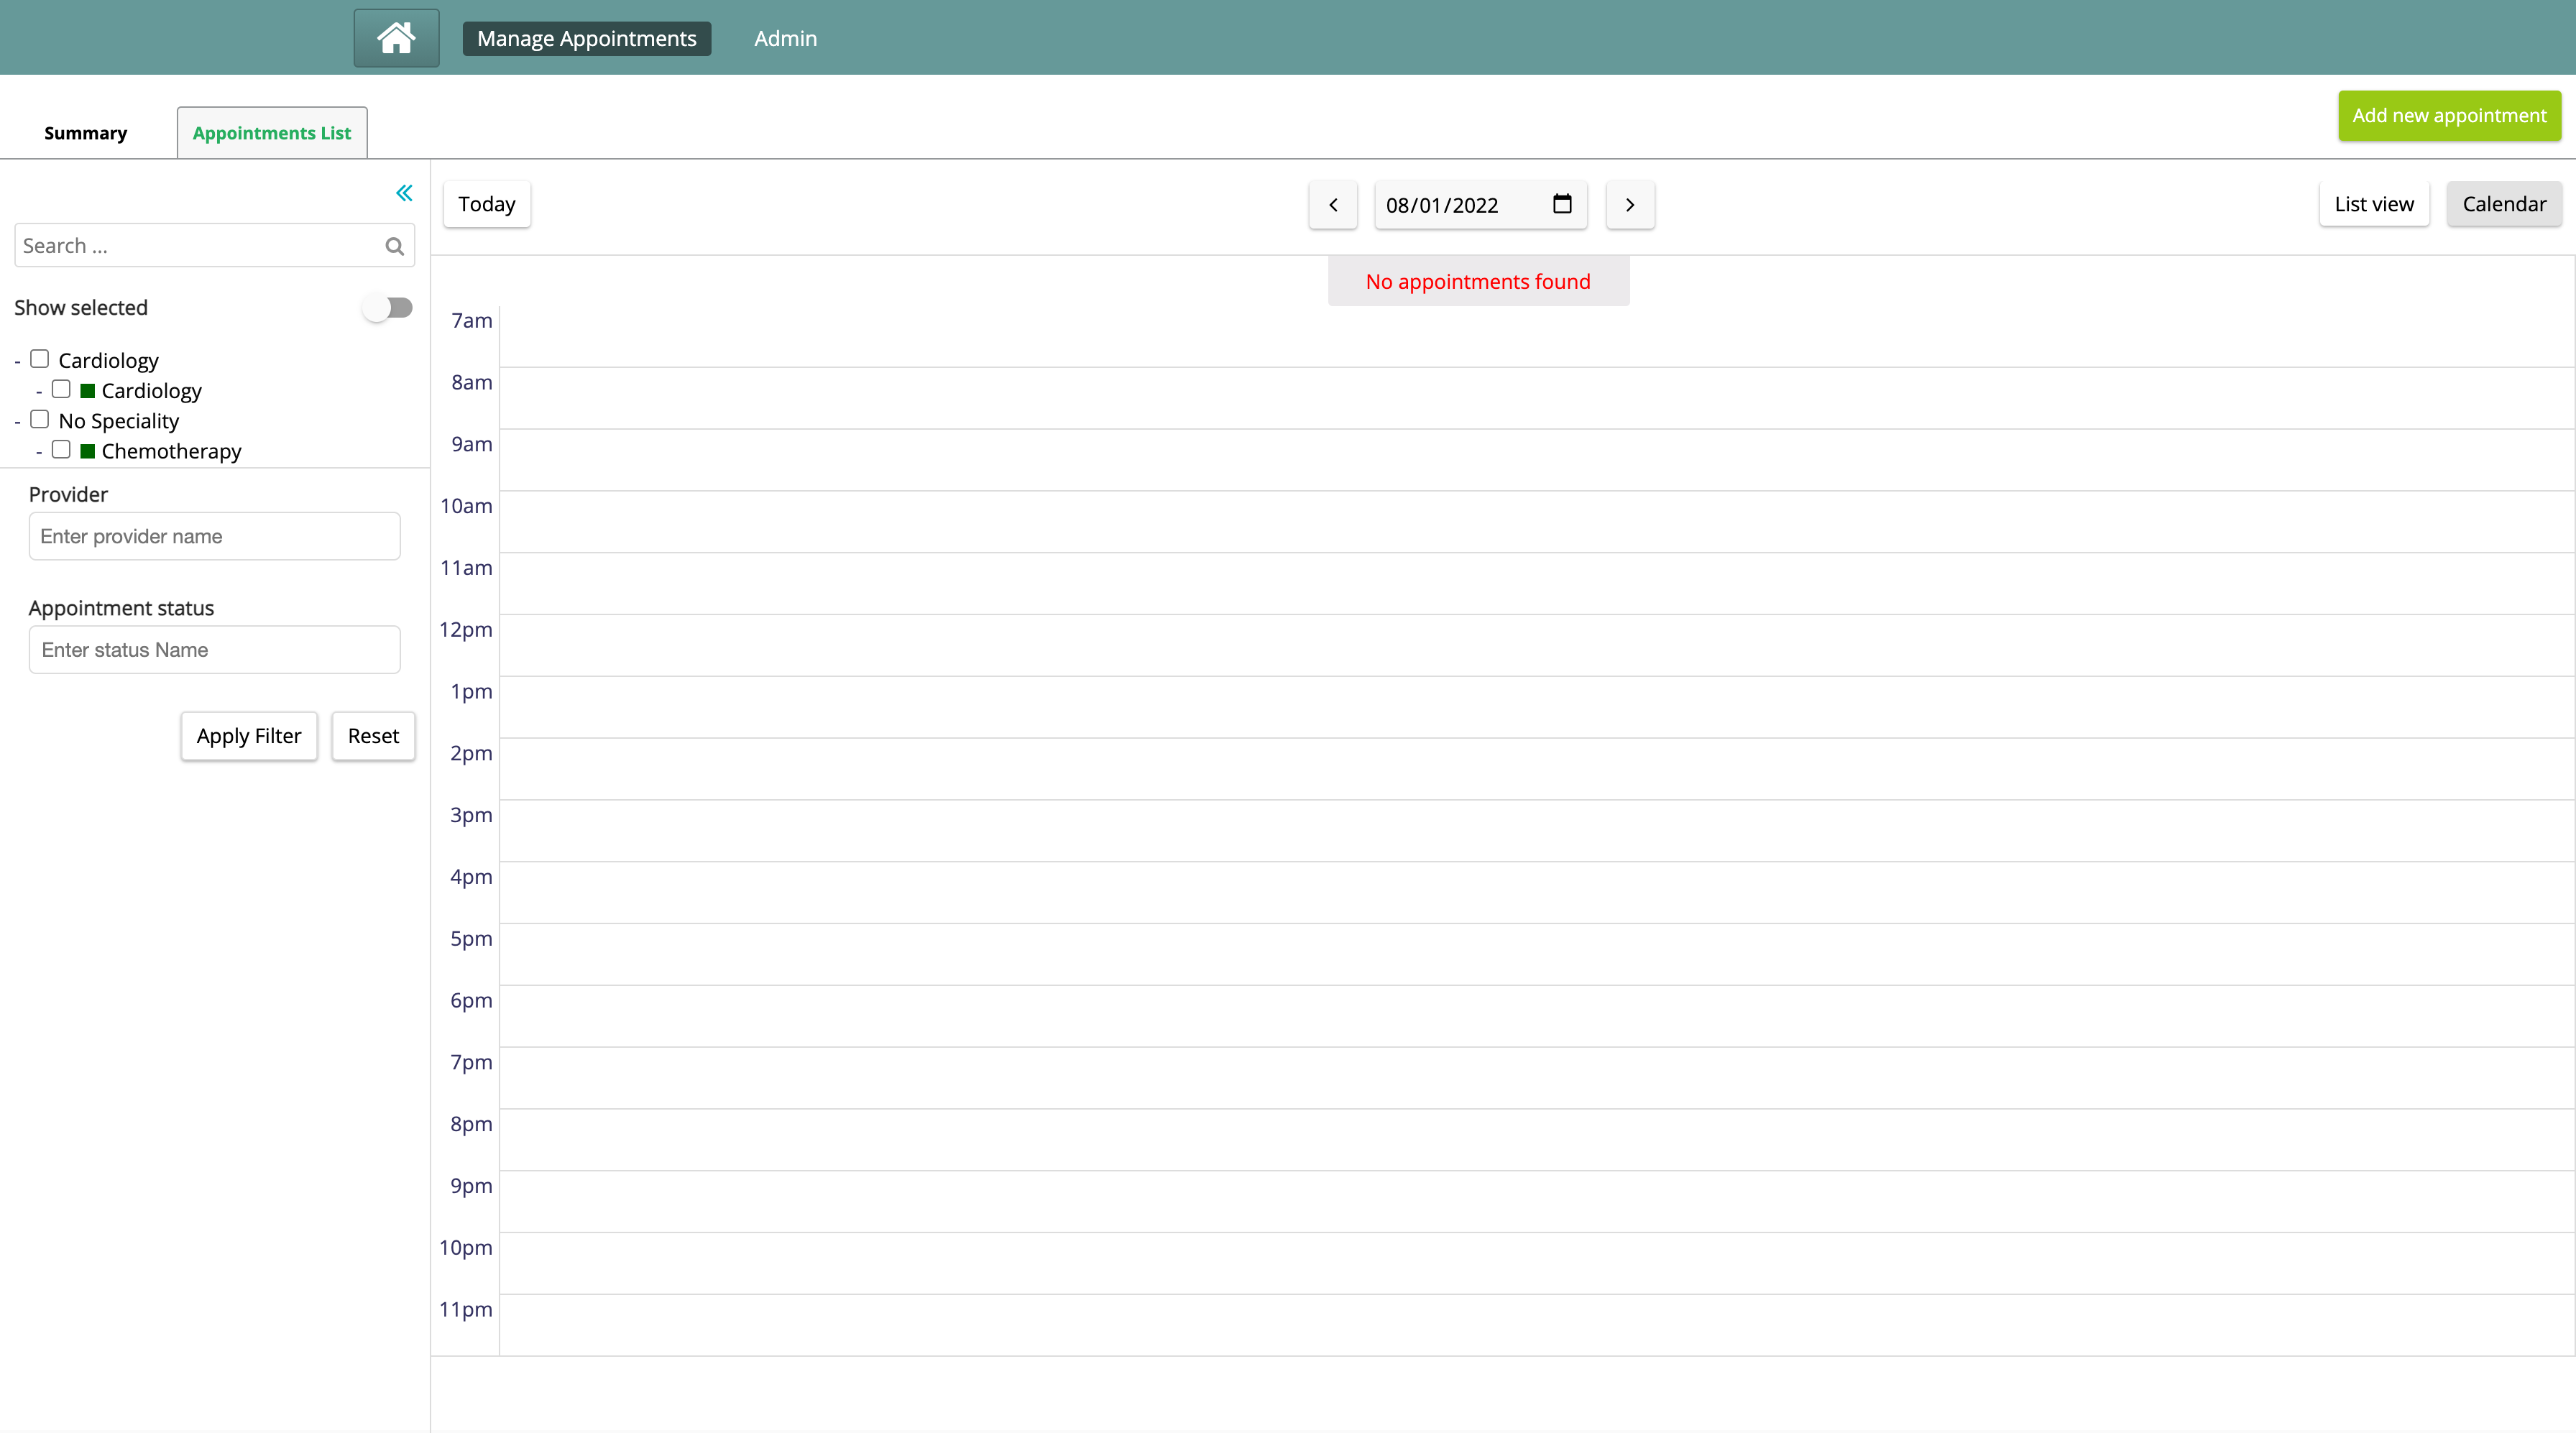 Manage Appointments
Admin
Summary
Appointments List
Add new appointment
Today
08/01/2022
List view
Calendar
Search ...
Show selected
- Cardiology
- Cardiology
- No Speciality
- Chemotherapy
Provider
Enter provider name
Appointment status
Enter status Name
Apply Filter
Reset
No appointments found
7am
8am
9am
10am
11am
12pm
1pm
2pm
3pm
4pm
5pm
6pm
7pm
8pm
9pm
10pm
11pm